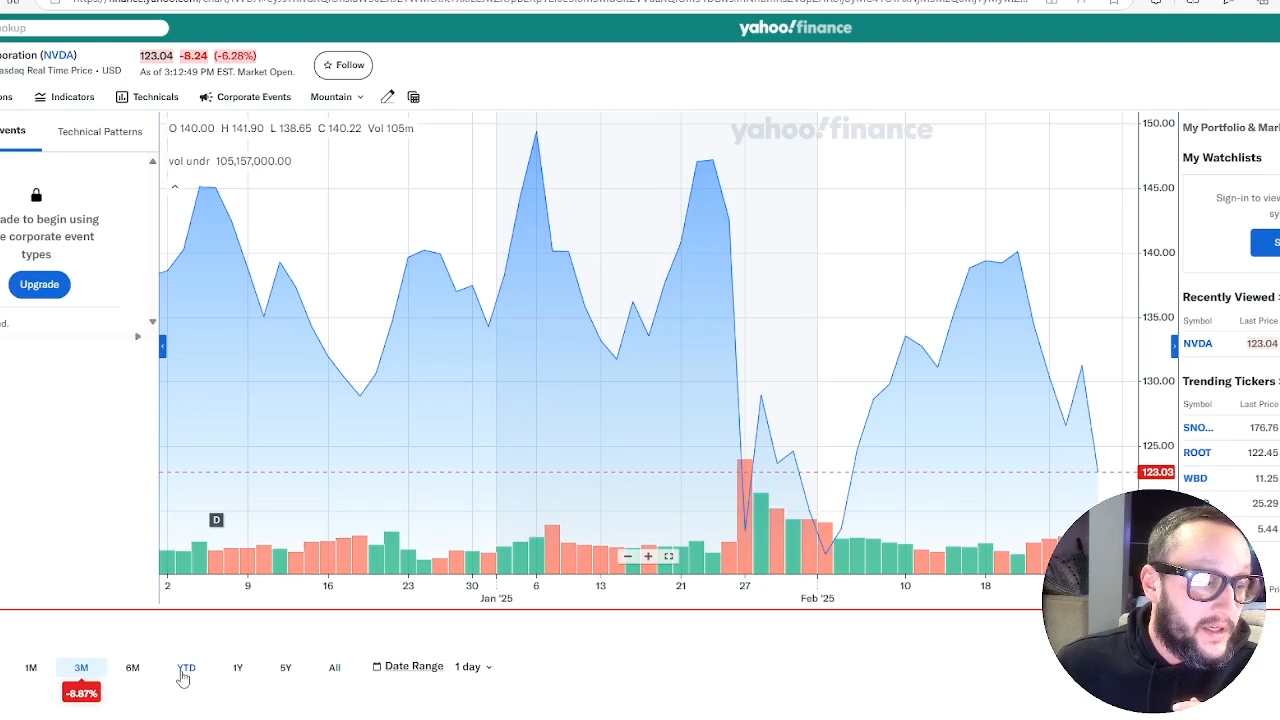 ookup
yahoo!finance
oration (NVDA)
asdaq Real Time Price • USD
123.04 -8.24 (-6.28%)
As of 3:12:49 PM EST. Market Open.
☆ Follow
ons
Indicators
Technicals
Corporate Events
Mountain
vents
Technical Patterns
rade to begin using
e corporate event
types
Upgrade
d.
O 140.00 H 141.90 L 138.65 C 140.22 Vol 105m
vol undr 105,157,000.00
yahoo!finance
D
150.00
145.00
140.00
135.00
130.00
125.00
123.03
2 9 16 23 30 6 13 21 27 10 18
Jan '25 Feb '25
1M 3M 6M YTD 1Y 5Y All Date Range 1 day
-8.87%
My Portfolio & Mar
My Watchlists
Sign-in to view
sy
S
Recently Viewed >
Symbol Last Price
NVDA 123.04
Trending Tickers >
Symbol Last Price
SNO... 176.76
ROOT 122.45
WBD 11.25
25.29
5.44